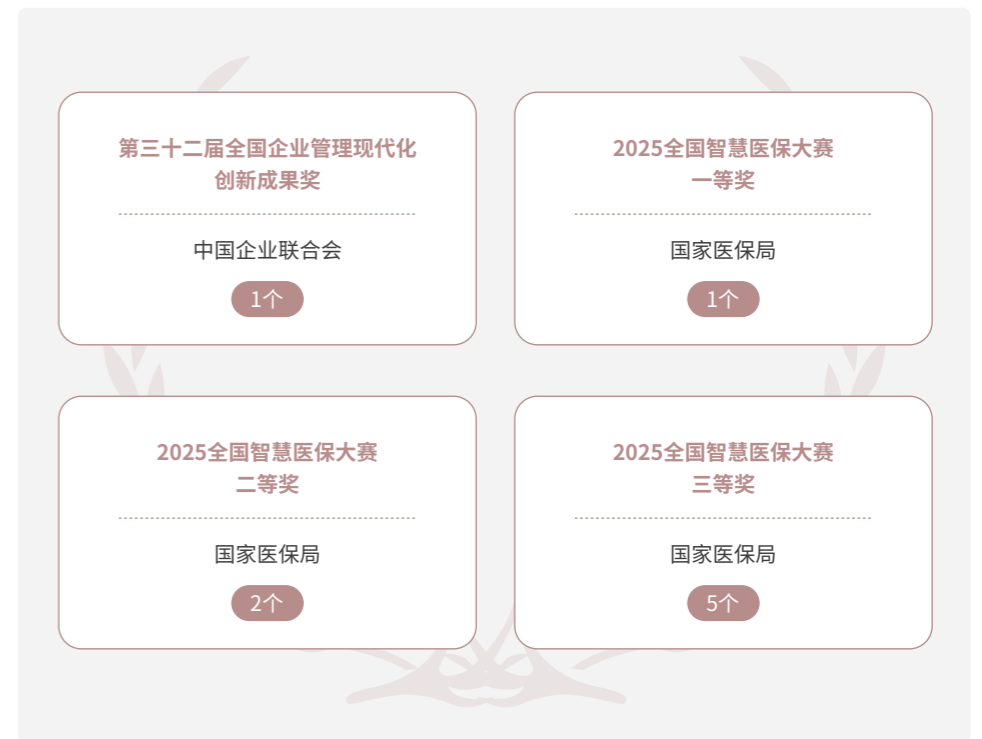 第三十二届全国企业管理现代化
创新成果奖
中国企业联合会
1个
2025全国智慧医保大赛
一等奖
国家医保局
1个
2025全国智慧医保大赛
二等奖
国家医保局
2个
2025全国智慧医保大赛
三等奖
国家医保局
5个